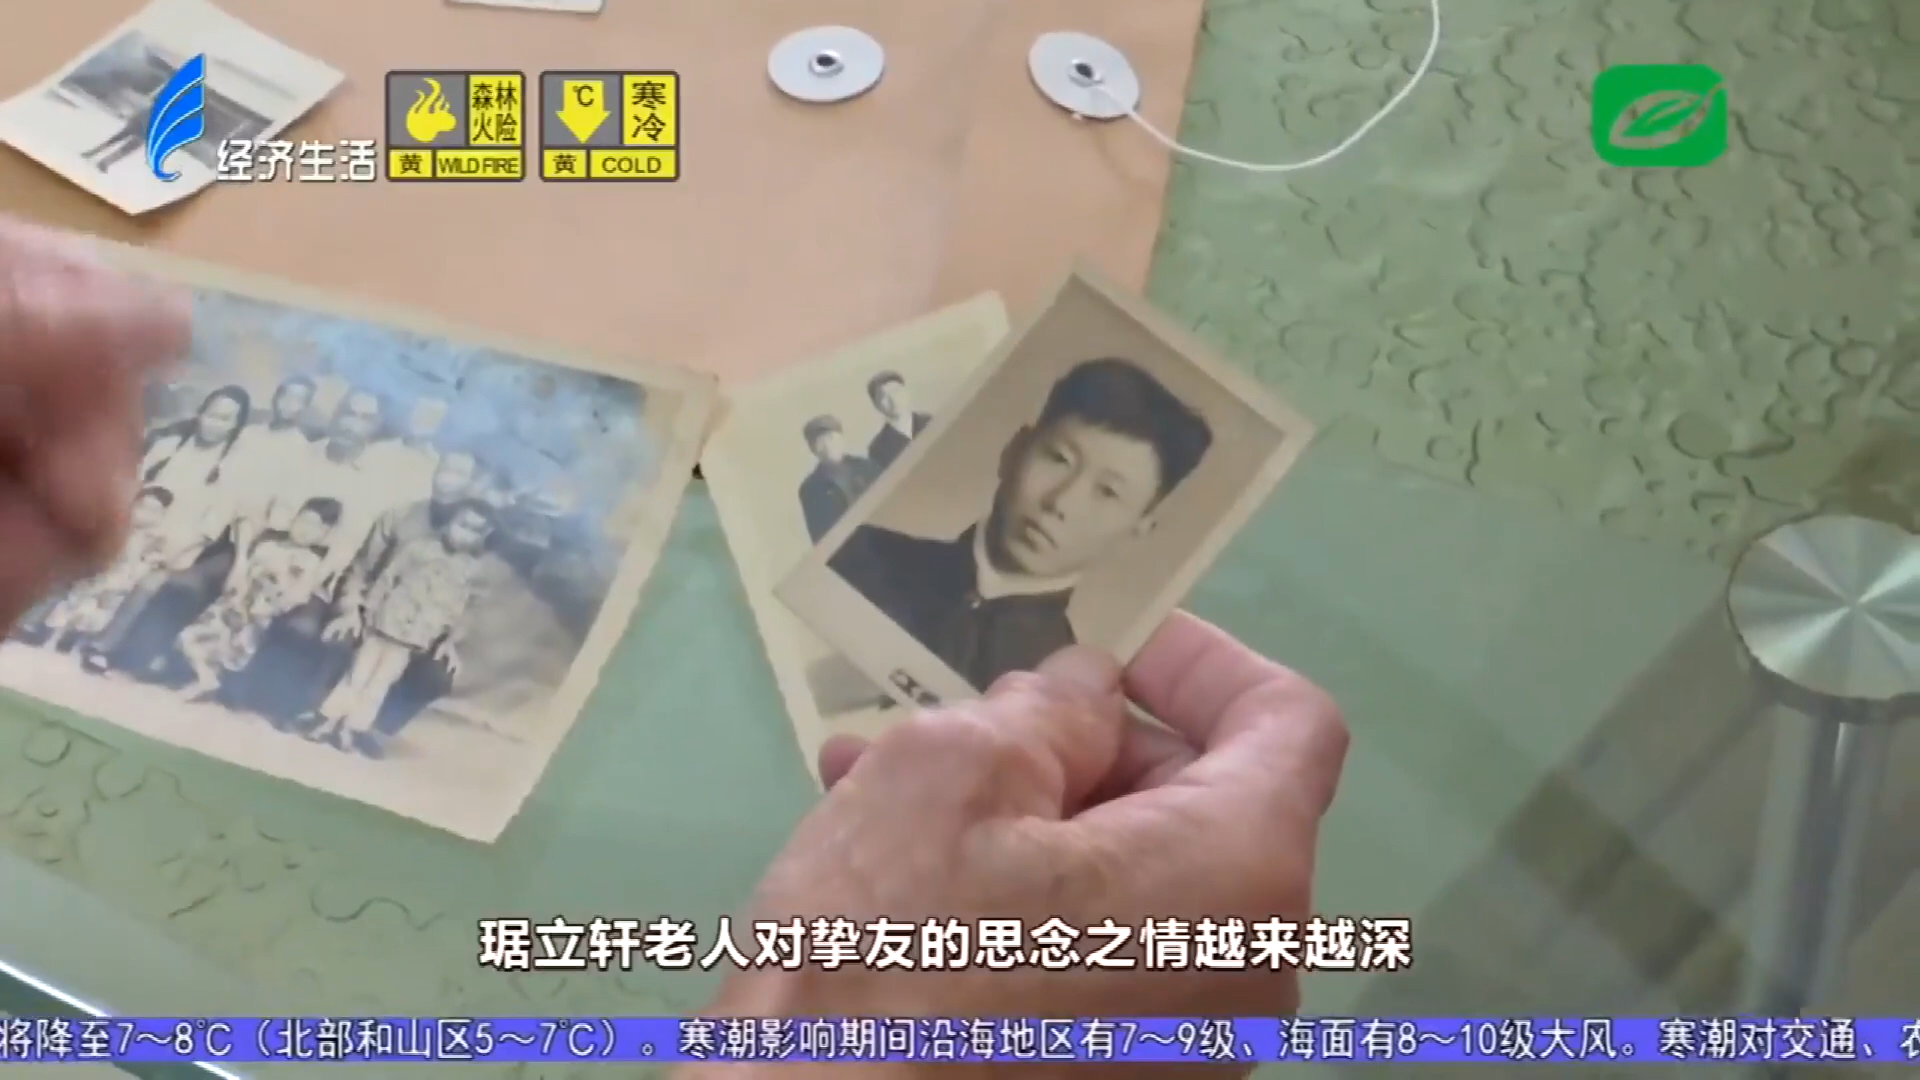 经济生活
森林火险
黄 WILD FIRE
℃ 寒冷
黄 COLD
琚立轩老人对挚友的思念之情越来越深
将降至7～8℃（北部和山区5～7℃）。寒潮影响期间沿海地区有7～9级、海面有8～10级大风。寒潮对交通、农